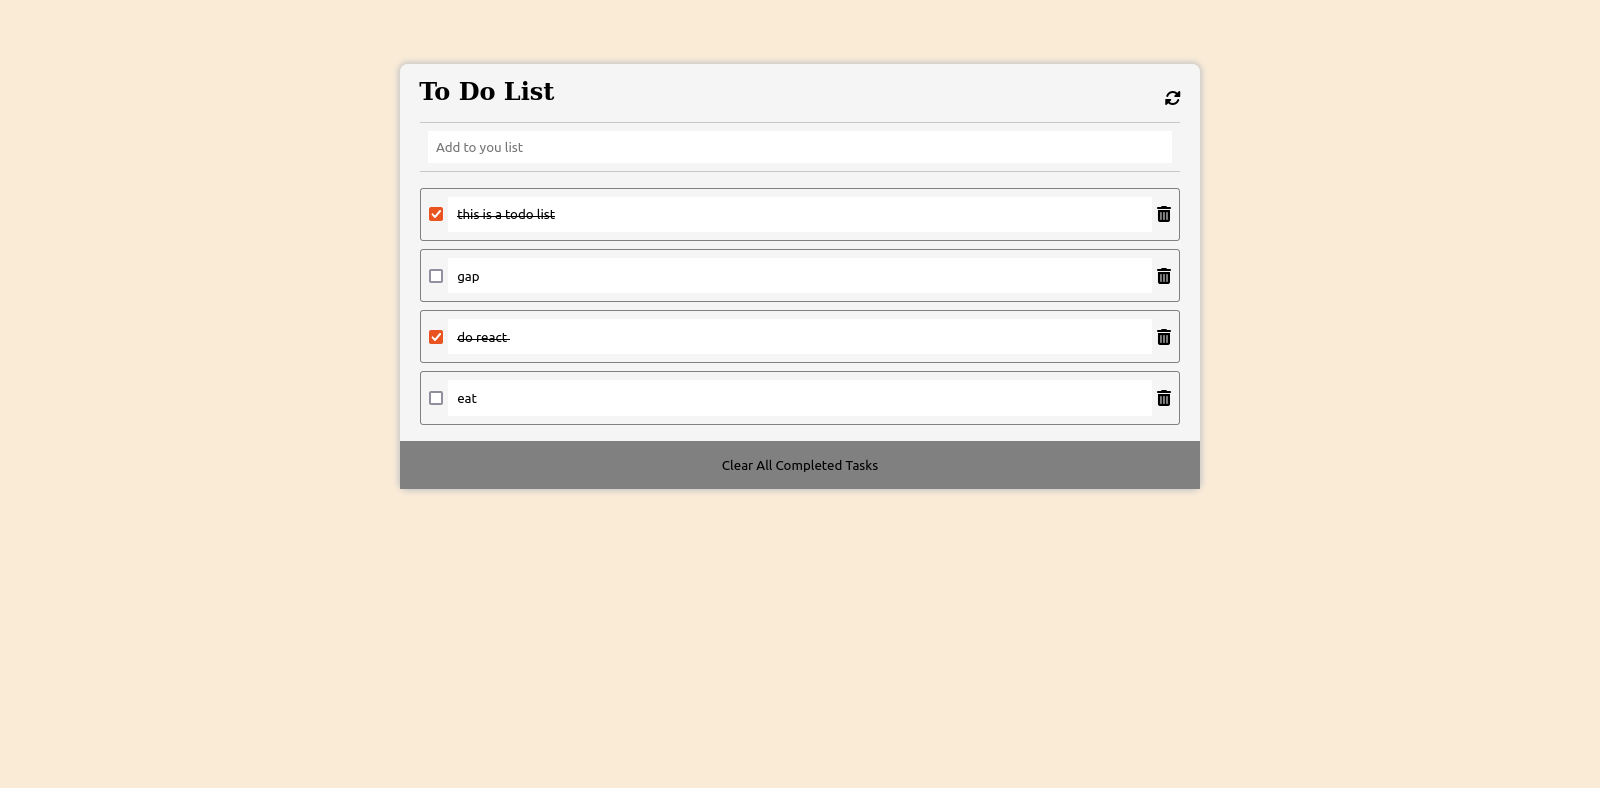 To Do List
Add to you list
this is a todo list
gap
do react
eat
Clear All Completed Tasks